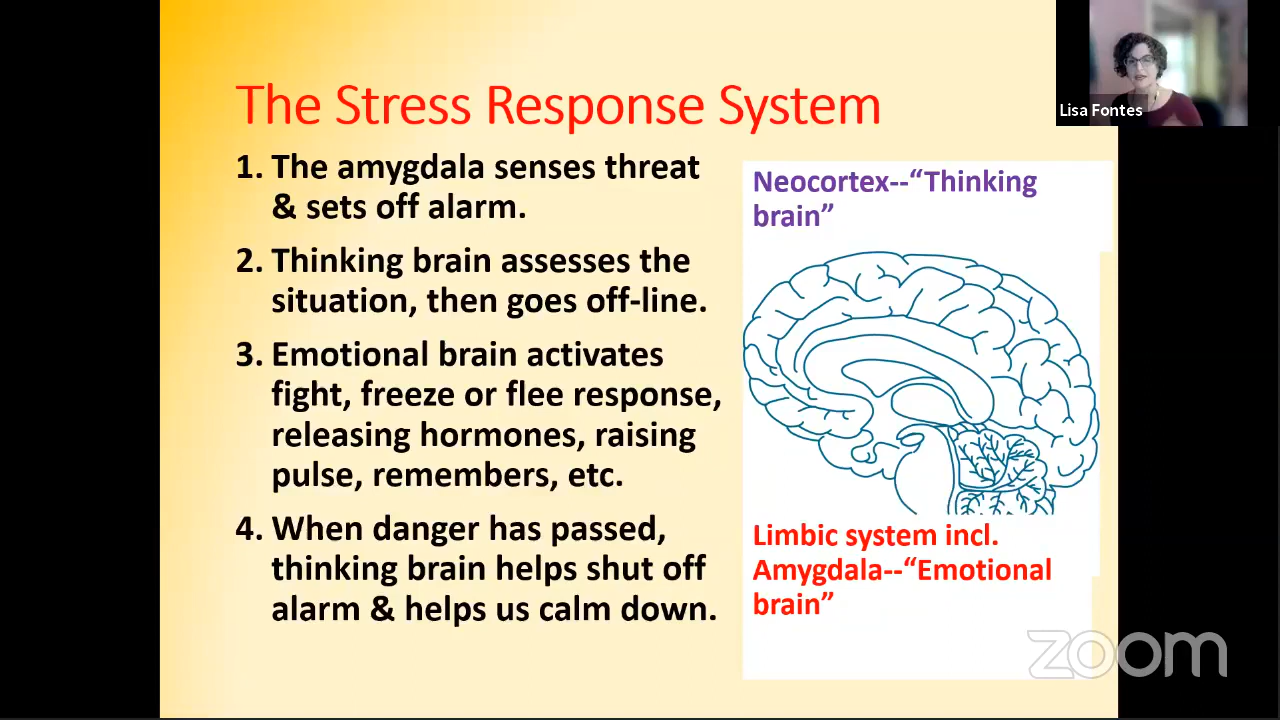 The Stress Response System
1. The amygdala senses threat
& sets off alarm.
2. Thinking brain assesses the
situation, then goes off-line.
3. Emotional brain activates
fight, freeze or flee response,
releasing hormones, raising
pulse, remembers, etc.
4. When danger has passed,
thinking brain helps shut off
alarm & helps us calm down.
Neocortex--“Thinking
brain”
Limbic system incl.
Amygdala--“Emotional
brain”
Lisa Fontes
zoom